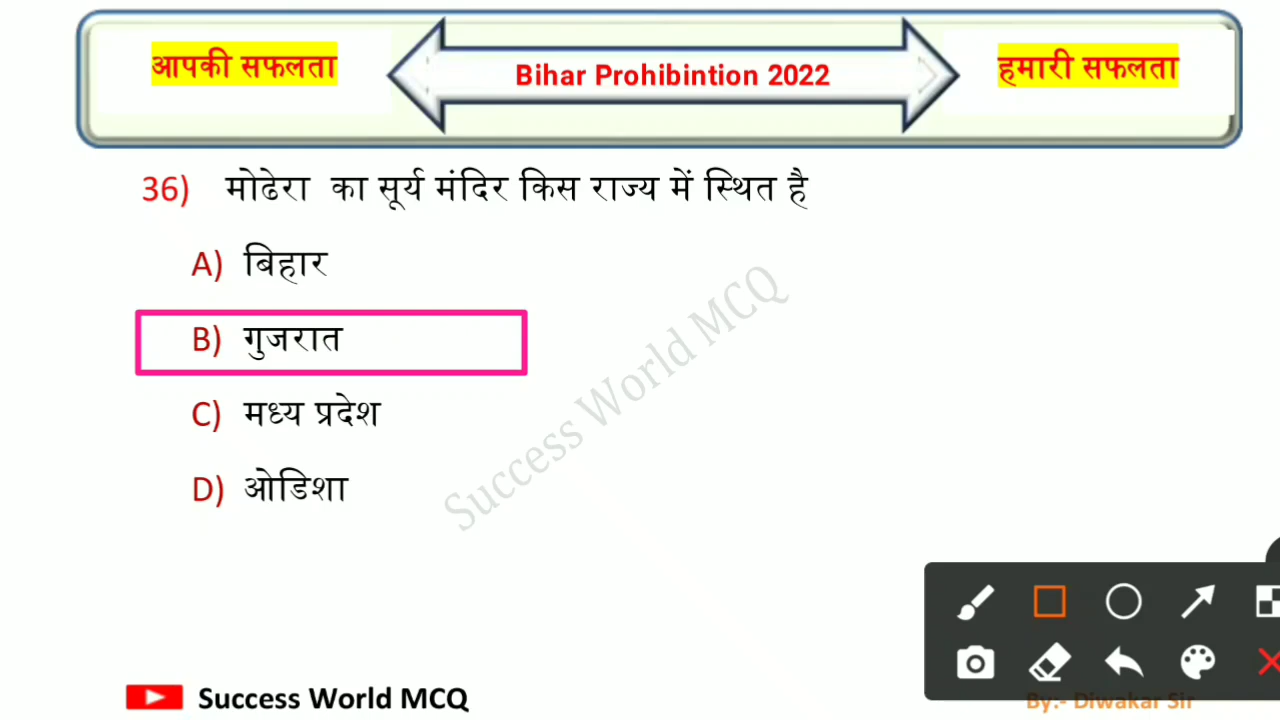 आपकी सफलता
Bihar Prohibintion 2022
हमारी सफलता
36) मोढेरा का सूर्य मंदिर किस राज्य में स्थित है
A) बिहार
B) गुजरात
C) मध्य प्रदेश
D) ओडिशा
Success World MCQ
Success World MCQ
By:- Diwakar Sir